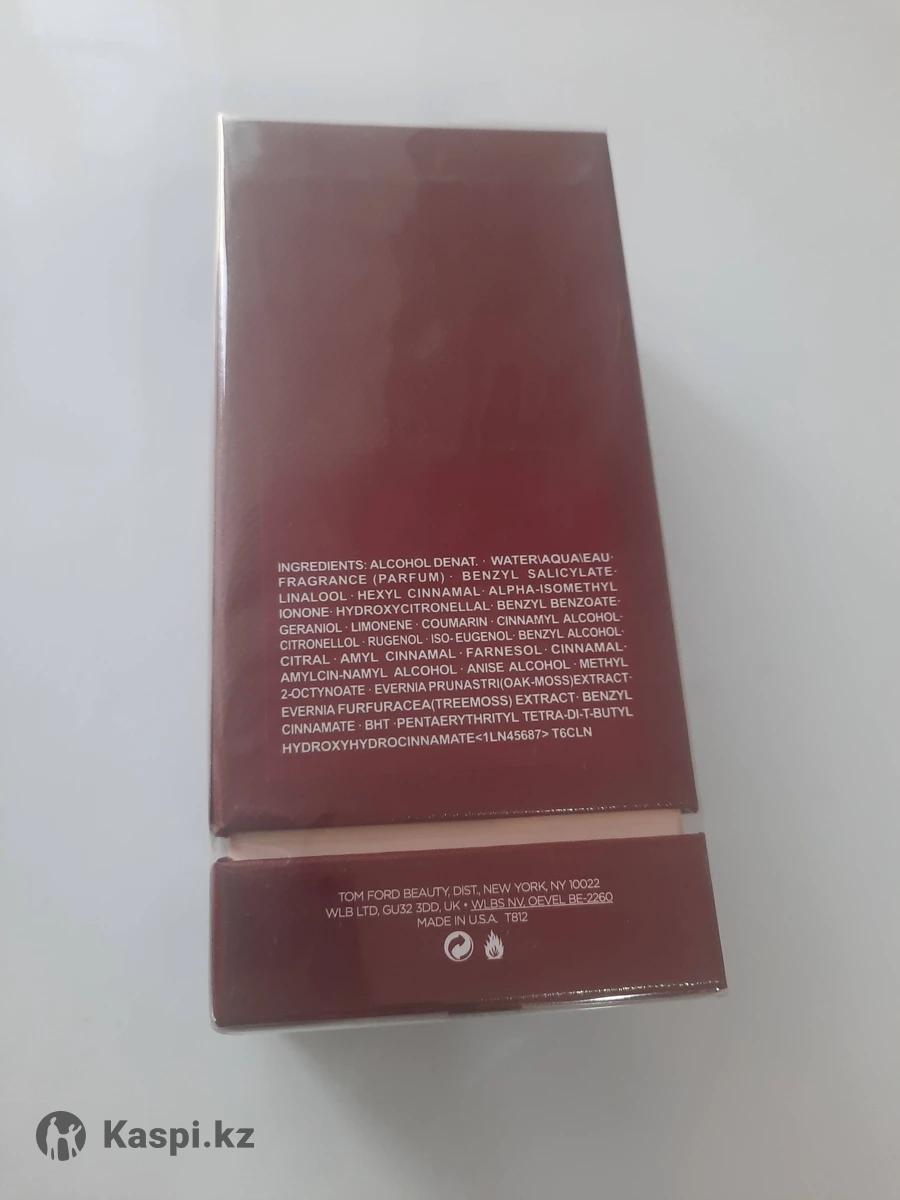 INGREDIENTS: ALCOHOL DENAT. · WATER\AQUA\EAU·
FRAGRANCE (PARFUM) · BENZYL SALICYLATE·
LINALOOL · HEXYL CINNAMAL · ALPHA-ISOMETHYL
IONONE· HYDROXYCITRONELLAL· BENZYL BENZOATE·
GERANIOL · LIMONENE · COUMARIN · CINNAMYL ALCOHOL·
CITRONELLOL · RUGENOL · ISO- EUGENOL· BENZYL ALCOHOL·
CITRAL · AMYL CINNAMAL · FARNESOL · CINNAMAL·
AMYLCIN-NAMYL ALCOHOL · ANISE ALCOHOL · METHYL
2-OCTYNOATE · EVERNIA PRUNASTRI(OAK-MOSS)EXTRACT·
EVERNIA FURFURACEA(TREEMOSS) EXTRACT· BENZYL
CINNAMATE · BHT ·PENTAERYTHRITYL TETRA-DI-T-BUTYL
HYDROXYHYDROCINNAMATE<1LN45687> T6CLN
TOM FORD BEAUTY, DIST., NEW YORK, NY 10022
WLB LTD, GU32 3DD, UK • WLBS NV, OEVEL BE-2260
MADE IN U.S.A. T812
Kaspi.kz